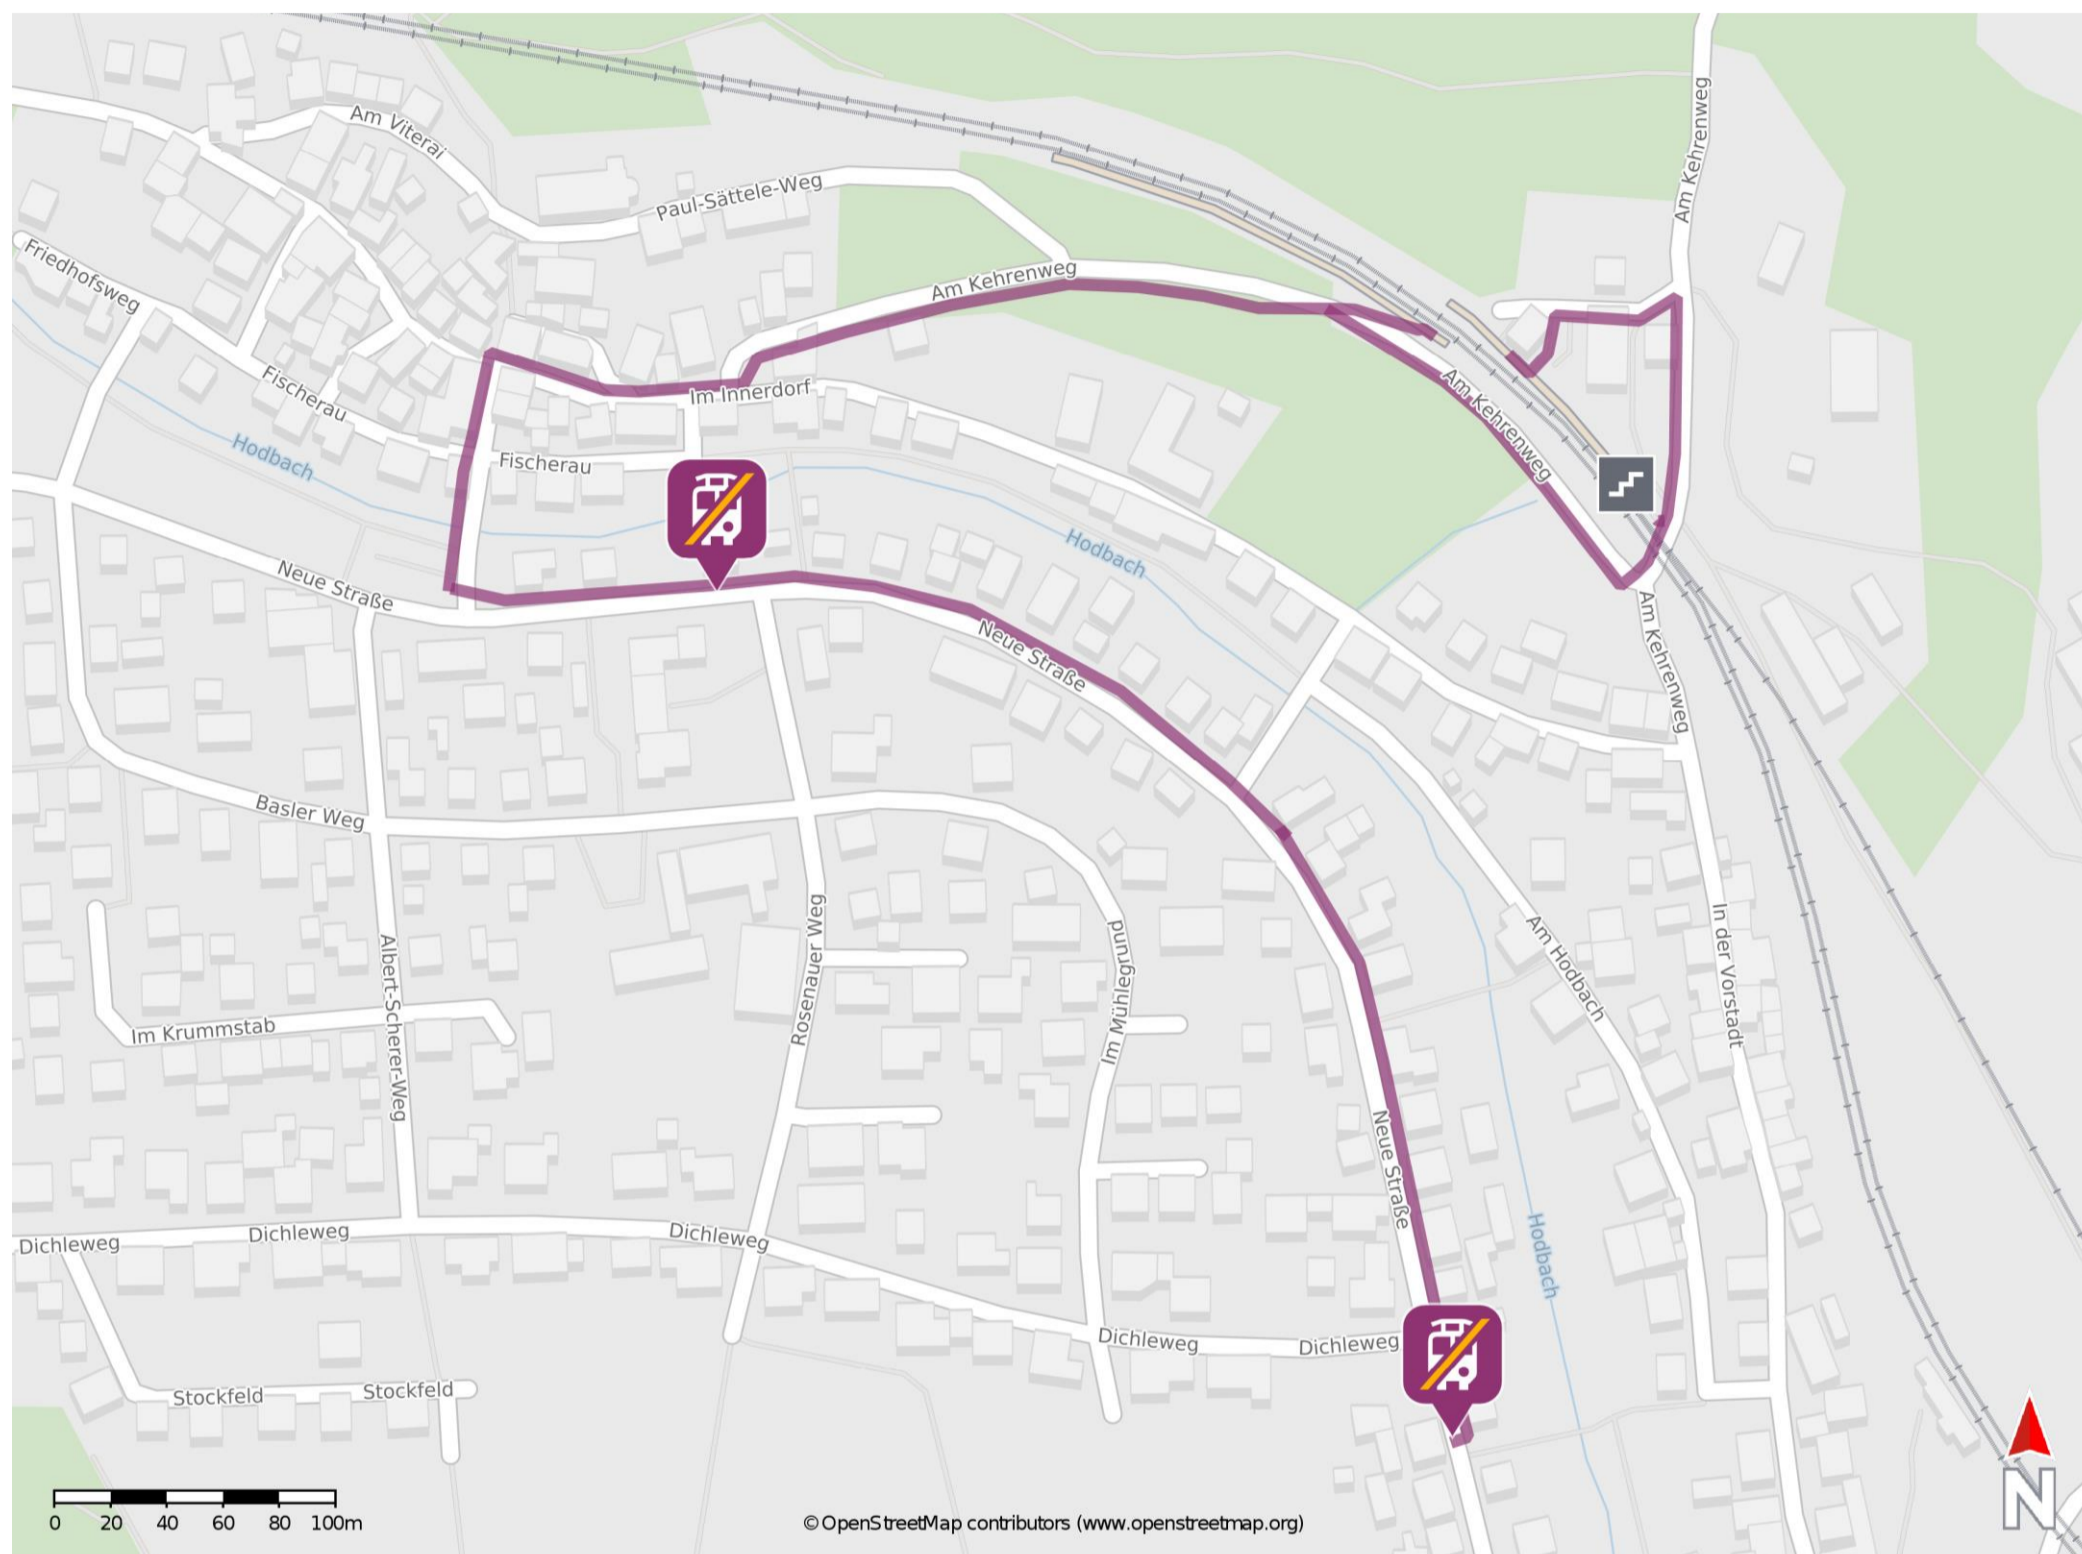 Am Kehrenweg
Am Viterai
Paul-Sättele-Weg
Friedhofsweg
Am Kehrenweg
Fischerau
Im Innerdorf
Am Kehrenweg
Hodbach
Fischerau
Hodbach
Neue Straße
Neue Straße
Am Kehrenweg
Basler Weg
Rosenauer Weg
Im Mühlegrund
Am Hodbach
In der Vorstadt
Albert-Scherer-Weg
Im Krummstab
Neue Straße
Hodbach
Dichleweg
Dichleweg
Dichleweg
Dichleweg
Dichleweg
Stockfeld
Stockfeld
N
0 20 40 60 80 100m
© OpenStreetMap contributors (www.openstreetmap.org)